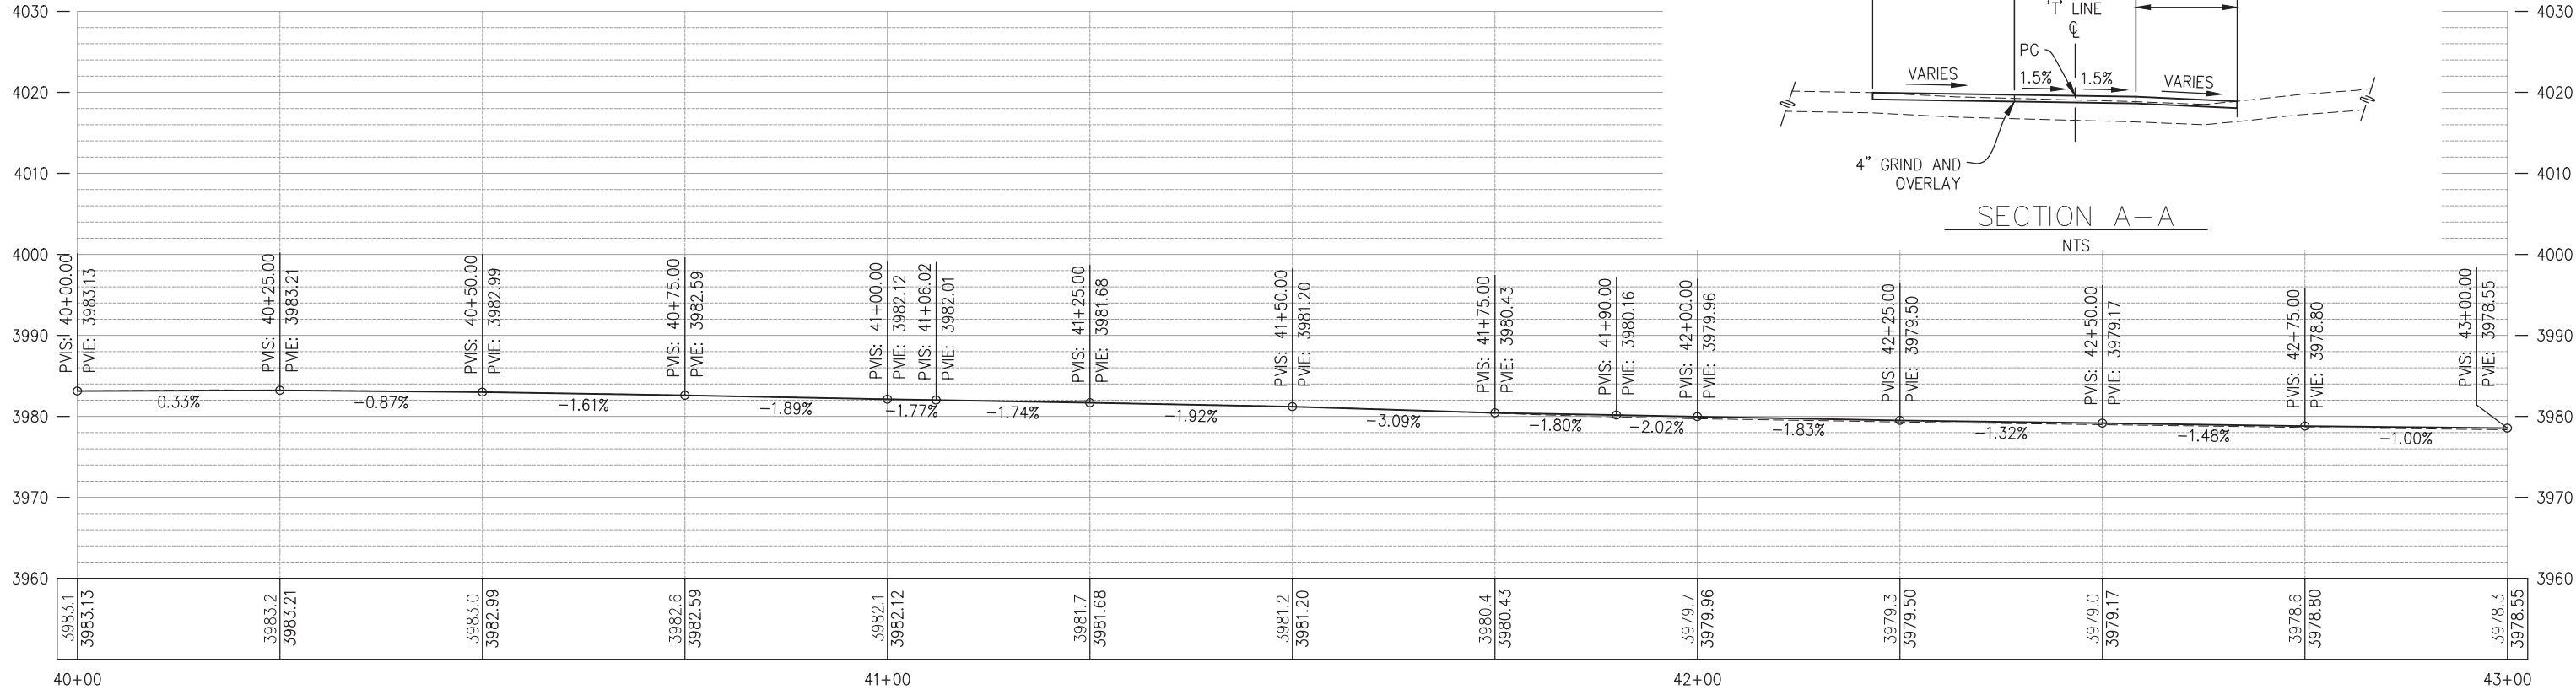 4030
4020
4010
4000
3990
3980
3970
3960
4030
4020
4010
4000
3990
3980
3970
3960
'T' LINE
℄
PG
VARIES
1.5%
1.5%
VARIES
4" GRIND AND
OVERLAY
SECTION A-A
NTS
PVIS: 40+00.00
PVIE: 3983.13
PVIS: 40+25.00
PVIE: 3983.21
PVIS: 40+50.00
PVIE: 3982.99
PVIS: 40+75.00
PVIE: 3982.59
PVIS: 41+00.00
PVIE: 3982.12
PVIS: 41+06.02
PVIE: 3982.01
PVIS: 41+25.00
PVIE: 3981.68
PVIS: 41+50.00
PVIE: 3981.20
PVIS: 41+75.00
PVIE: 3980.43
PVIS: 41+90.00
PVIE: 3980.16
PVIS: 42+00.00
PVIE: 3979.96
PVIS: 42+25.00
PVIE: 3979.50
PVIS: 42+50.00
PVIE: 3979.17
PVIS: 42+75.00
PVIE: 3978.80
PVIS: 43+00.00
PVIE: 3978.55
0.33%
-0.87%
-1.61%
-1.89%
-1.77%
-1.74%
-1.92%
-3.09%
-1.80%
-2.02%
-1.83%
-1.32%
-1.48%
-1.00%
3983.1
3983.13
3983.2
3983.21
3983.0
3982.99
3982.6
3982.59
3982.1
3982.12
3981.7
3981.68
3981.2
3981.20
3980.4
3980.43
3979.7
3979.96
3979.3
3979.50
3979.0
3979.17
3978.6
3978.80
3978.3
3978.55
40+00
41+00
42+00
43+00